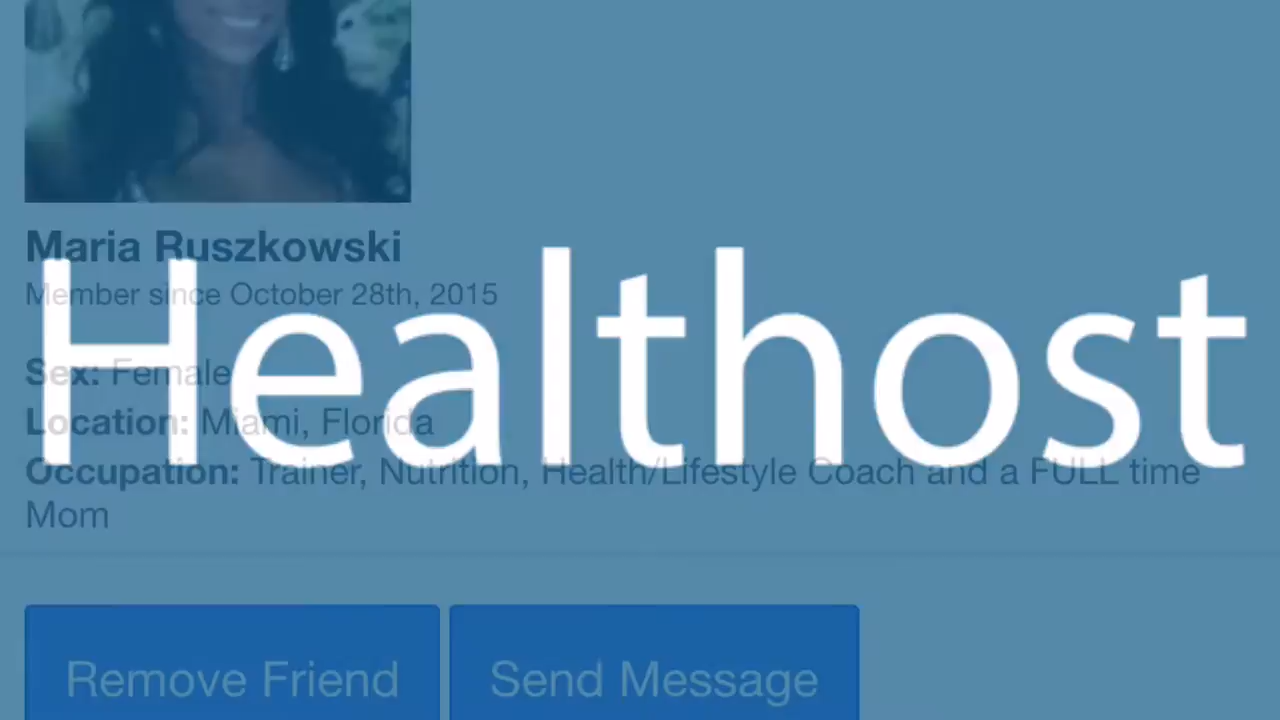 Maria Ruszkowski
Member since October 28th, 2015
Healthost
Sex: Female
Location: Miami, Florida
Occupation: Trainer, Nutrition, Health/Lifestyle Coach and a FULL time
Mom
Remove Friend
Send Message